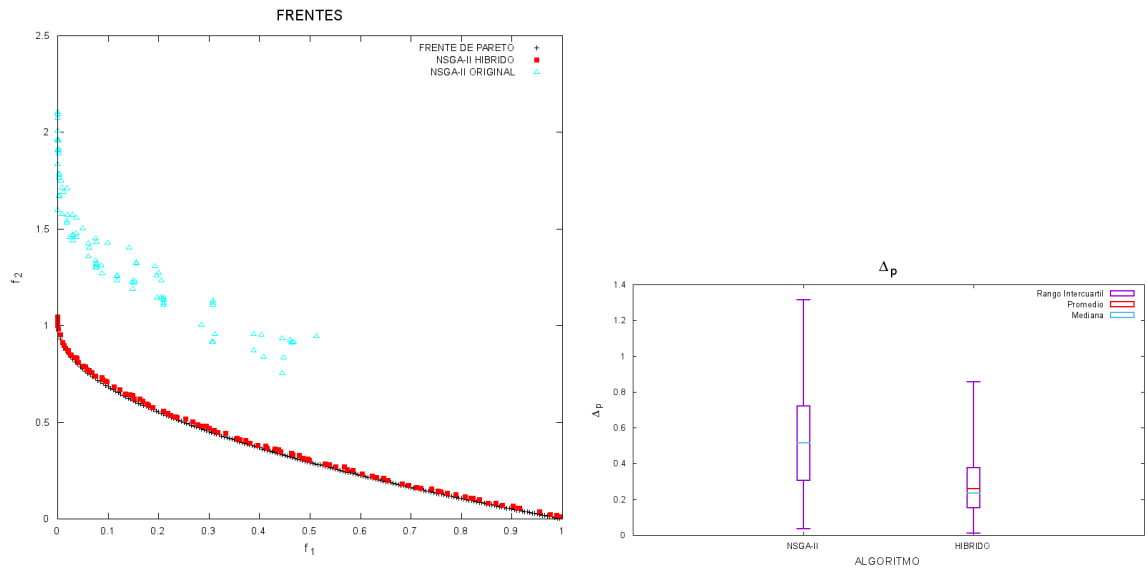 FRENTES
2.5
FRENTE DE PARETO
NSGA-II HIBRIDO
NSGA-II ORIGINAL
2
1.5
f2
1
0.5
0
0 0.1 0.2 0.3 0.4 0.5 0.6 0.7 0.8 0.9 1
f1
Δp
1.4
Rango Intercuartil
Promedio
Mediana
1.2
1
0.8
Δp
0.6
0.4
0.2
0
NSGA-II HIBRIDO
ALGORITMO